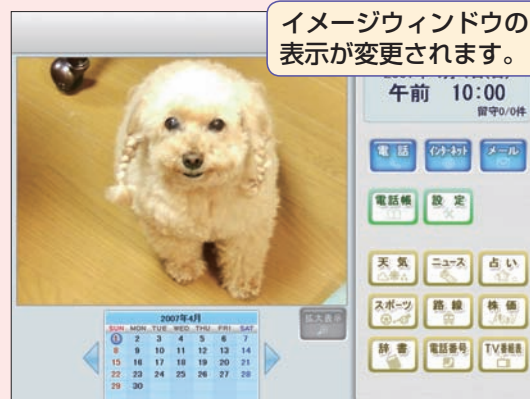 イメージウィンドウの
表示が変更されます。
午前 10:00
留守0/0件
電話 インターネット メール
電話帳 設定
天気 ニュース 占い
スポーツ 路線 株価
辞書 電話番号 TV番組表
拡大表示
2007年4月
SUN MON TUE WED THU FRI SAT
1 2 3 4 5 6 7
8 9 10 11 12 13 14
15 16 17 18 19 20 21
22 23 24 25 26 27 28
29 30